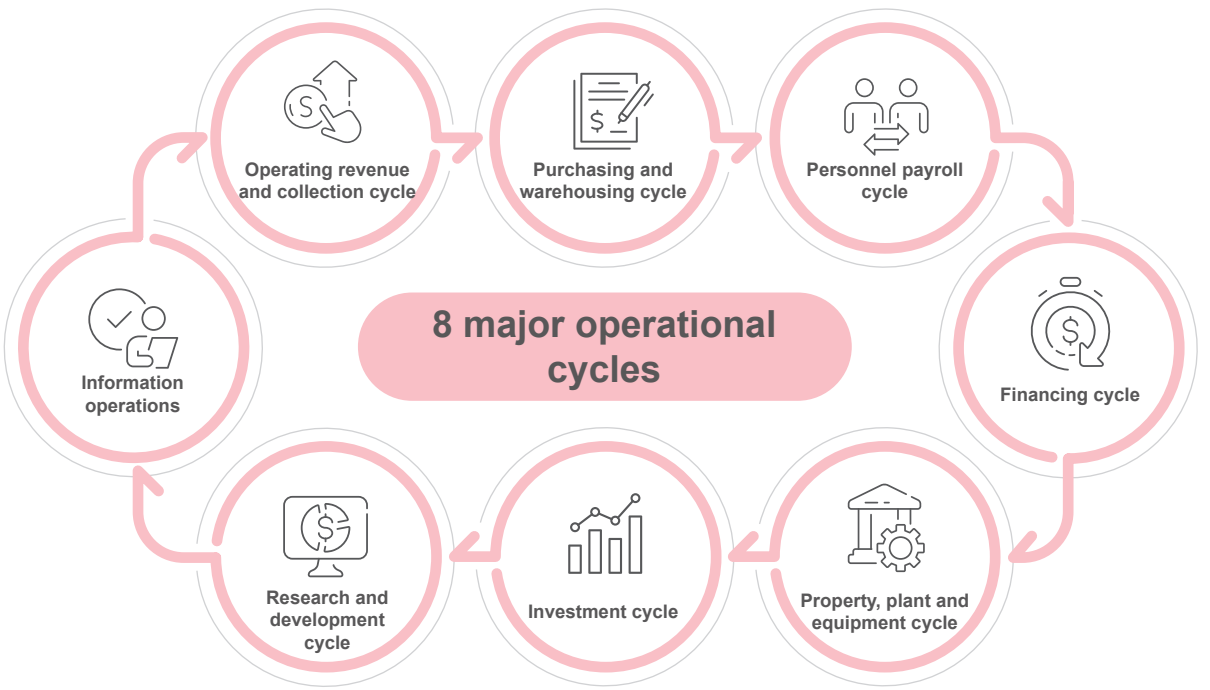 Operating revenue
and collection cycle
Purchasing and
warehousing cycle
Personnel payroll
cycle
8 major operational
cycles
Information
operations
Financing cycle
Research and
development
cycle
Investment cycle
Property, plant and
equipment cycle